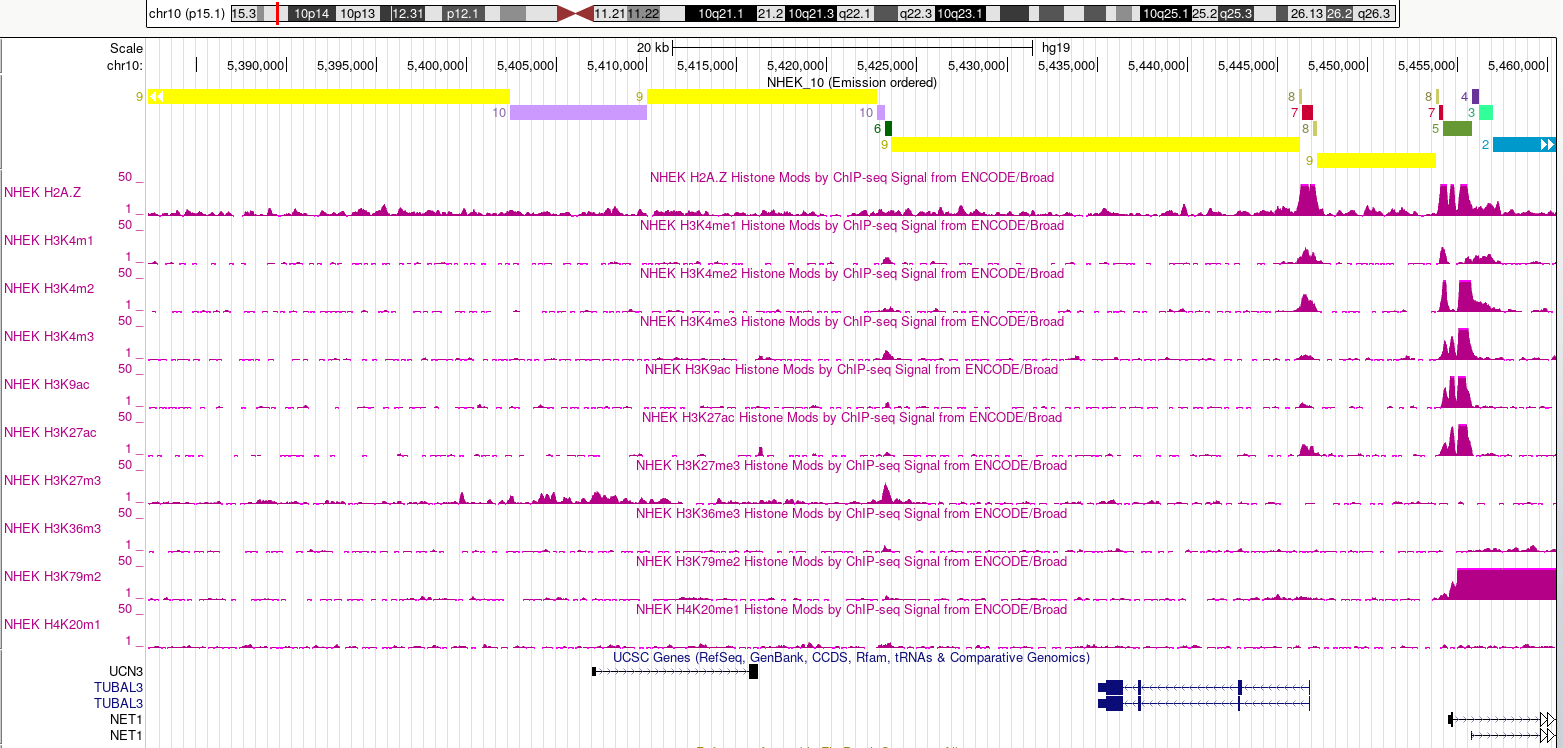 chr10 (p15.1) 15.3 10p14 10p13 12.31 p12.1 11.21 11.22 10q21.1 21.2 10q21.3 q22.1 q22.3 10q23.1 10q25.1 25.2 q25.3 26.13 26.2 q26.3
Scale 20 kb hg19
chr10: 5,390,000 5,395,000 5,400,000 5,405,000 5,410,000 5,415,000 5,420,000 5,425,000 5,430,000 5,435,000 5,440,000 5,445,000 5,450,000 5,455,000 5,460,000
NHEK_10 (Emission ordered)
9 9 8 8 4
10 10 7 7 3
6 8 5
9 2
9
50
NHEK H2A.Z Histone Mods by ChIP-seq Signal from ENCODE/Broad
NHEK H2A.Z
1
50
NHEK H3K4me1 Histone Mods by ChIP-seq Signal from ENCODE/Broad
NHEK H3K4m1
1
50
NHEK H3K4me2 Histone Mods by ChIP-seq Signal from ENCODE/Broad
NHEK H3K4m2
1
50
NHEK H3K4me3 Histone Mods by ChIP-seq Signal from ENCODE/Broad
NHEK H3K4m3
1
50
NHEK H3K9ac Histone Mods by ChIP-seq Signal from ENCODE/Broad
NHEK H3K9ac
1
50
NHEK H3K27ac Histone Mods by ChIP-seq Signal from ENCODE/Broad
NHEK H3K27ac
1
50
NHEK H3K27me3 Histone Mods by ChIP-seq Signal from ENCODE/Broad
NHEK H3K27m3
1
50
NHEK H3K36me3 Histone Mods by ChIP-seq Signal from ENCODE/Broad
NHEK H3K36m3
1
50
NHEK H3K79me2 Histone Mods by ChIP-seq Signal from ENCODE/Broad
NHEK H3K79m2
1
50
NHEK H4K20me1 Histone Mods by ChIP-seq Signal from ENCODE/Broad
NHEK H4K20m1
1
UCSC Genes (RefSeq, GenBank, CCDS, Rfam, tRNAs & Comparative Genomics)
UCN3
TUBAL3
TUBAL3
NET1
NET1